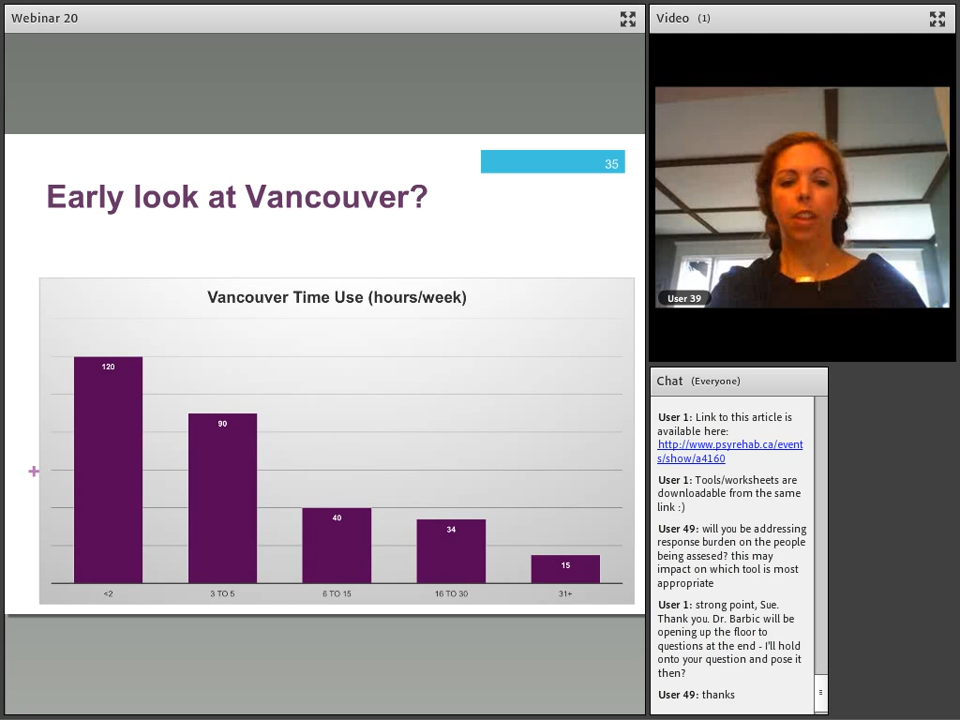 Webinar 20
35
Early look at Vancouver?
Vancouver Time Use (hours/week)
120
90
40
34
15
+
<2
3 TO 5
6 TO 15
16 TO 30
31+
Video (1)
User 39
Chat (Everyone)
User 1: Link to this article is
available here:
http://www.psyrehab.ca/event
s/show/a4160
User 1: Tools/worksheets are
downloadable from the same
link :)
User 49: will you be addressing
response burden on the people
being assesed? this may
impact on which tool is most
appropriate
User 1: strong point, Sue.
Thank you. Dr. Barbic will be
opening up the floor to
questions at the end - I'll hold
onto your question and pose it
then?
User 49: thanks